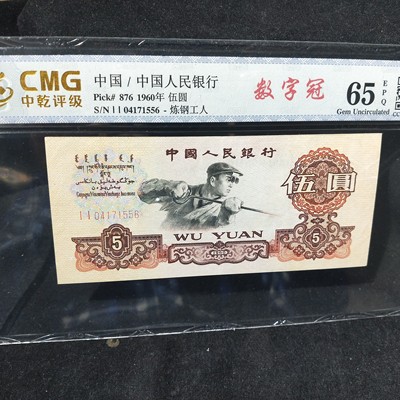 CMG
中乾评级
中国 / 中国人民银行
Pick# 876 1960年 伍圆
S/N I I 04171556 - 炼钢工人
数字冠
65 EPQ
Gem Uncirculated
中国人民银行
I I 04171556
伍圓
5
WU YUAN
5